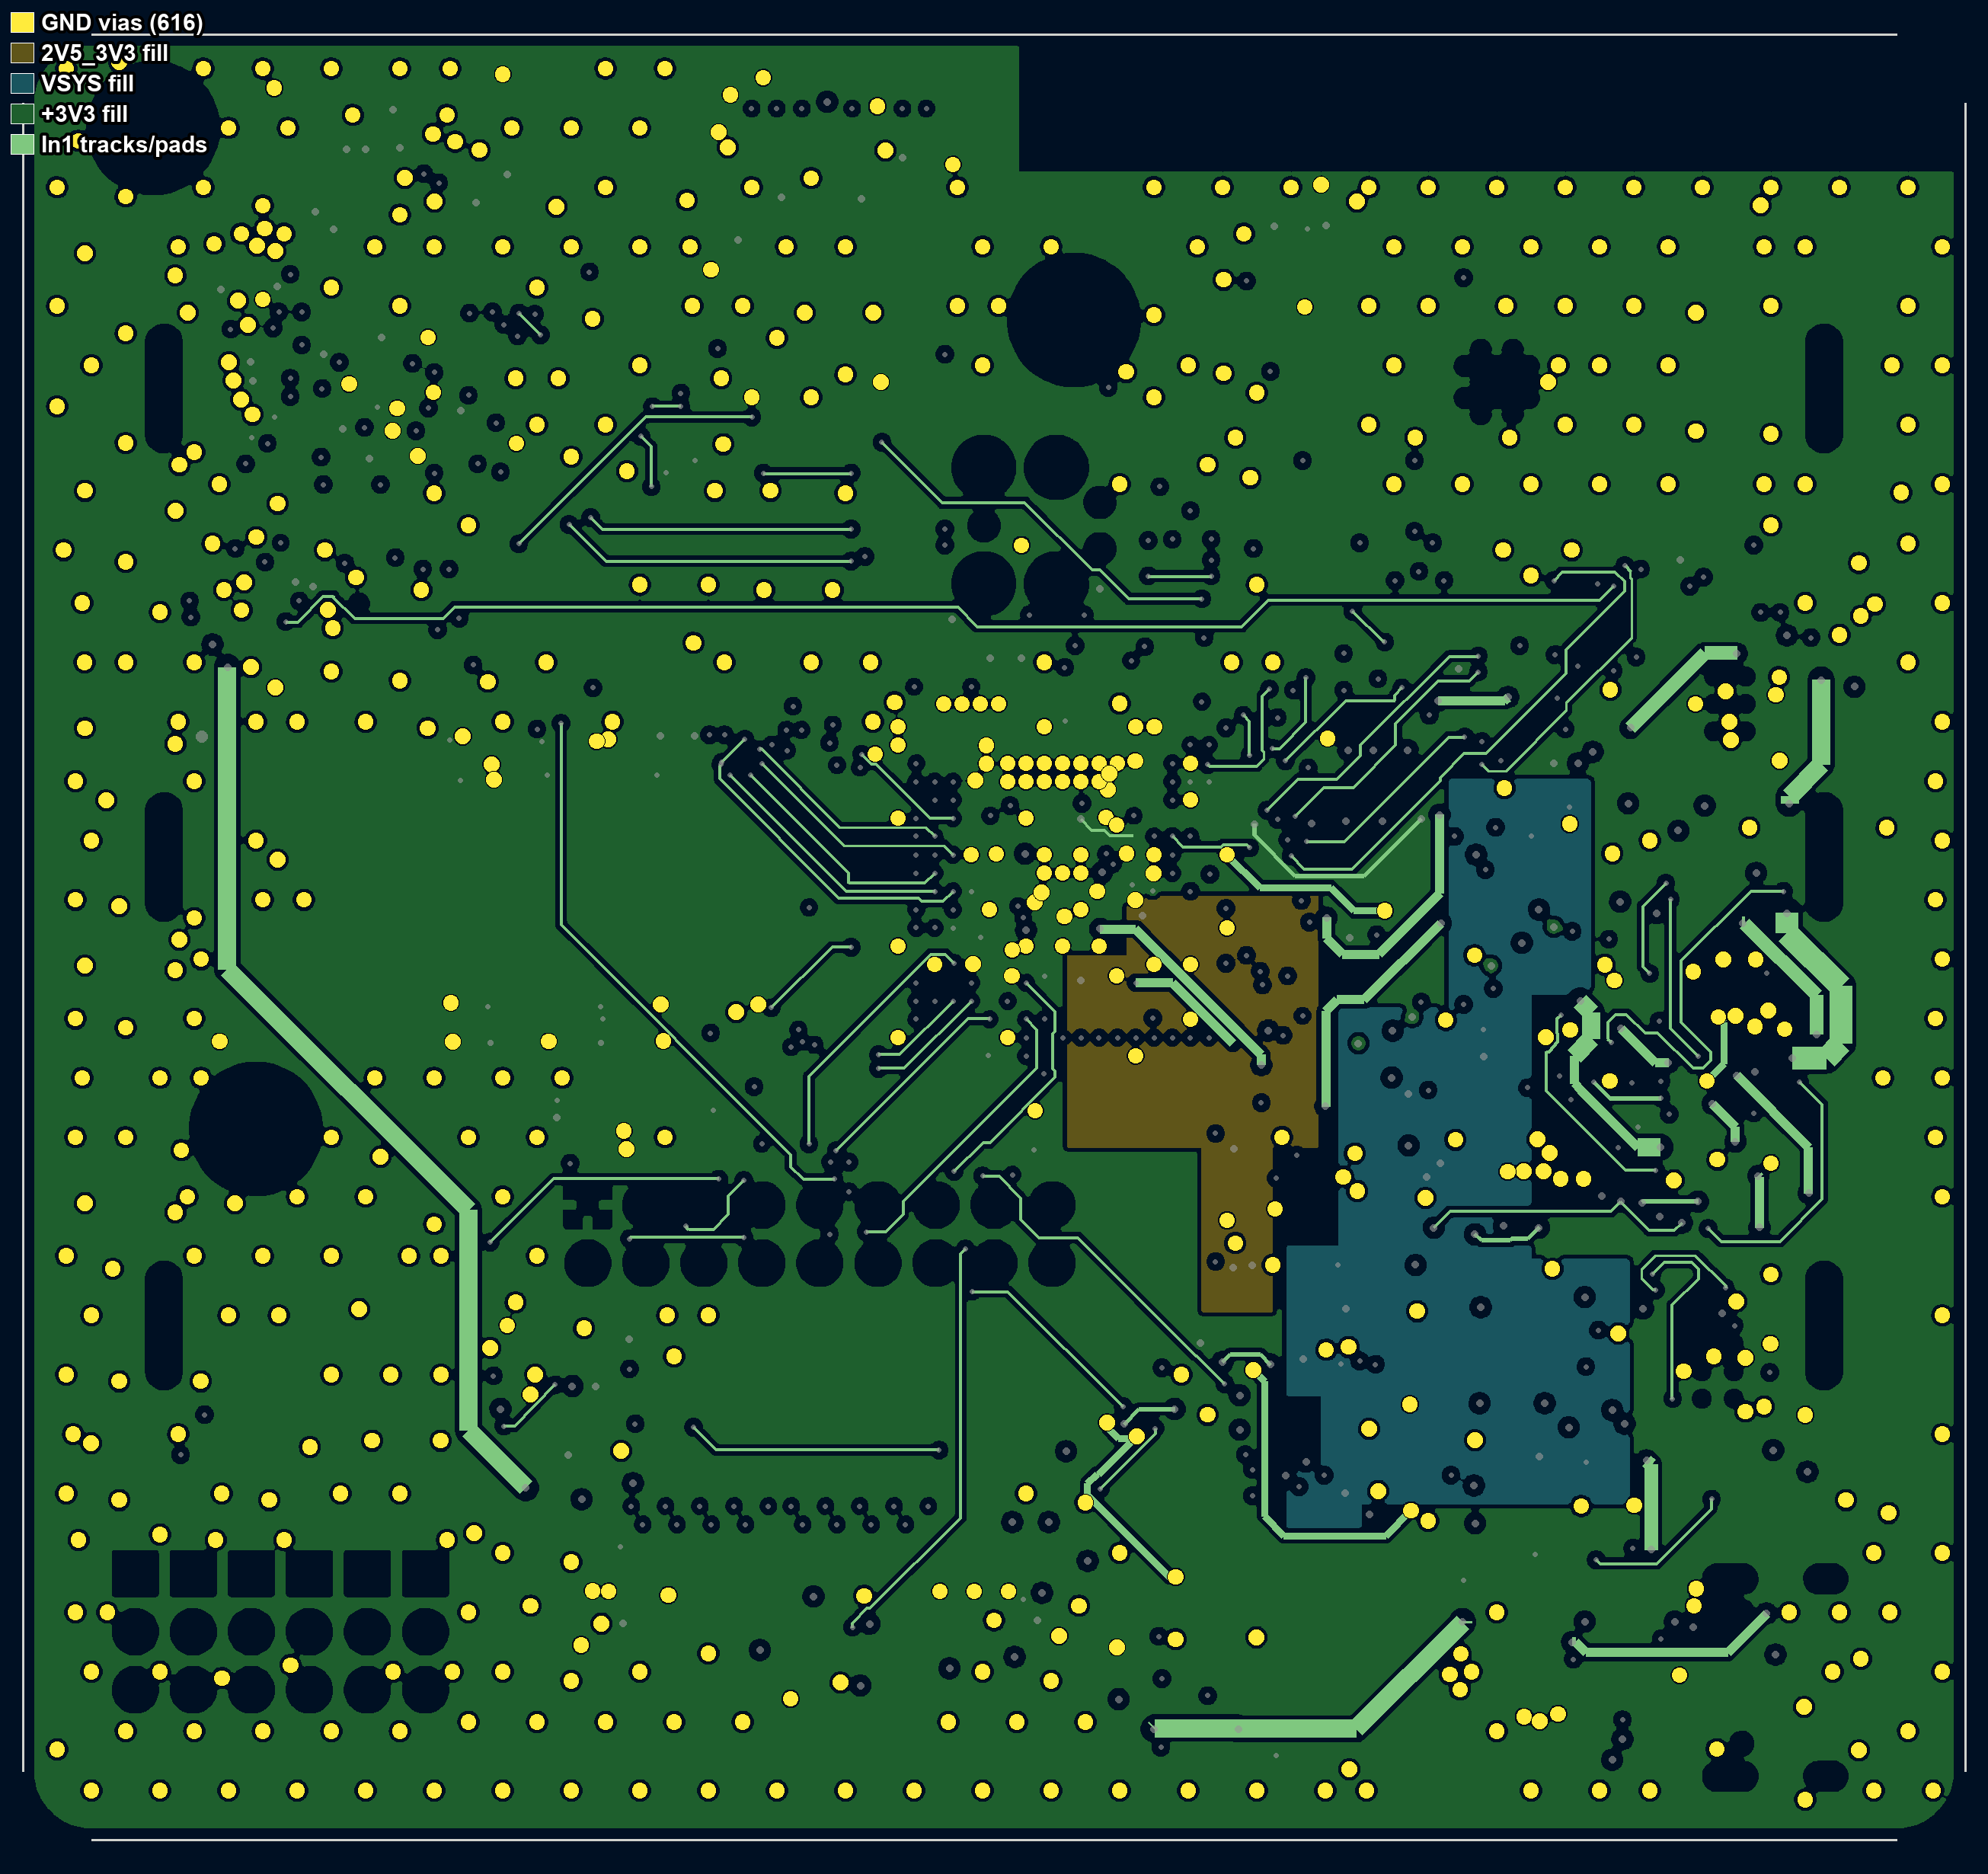 GND vias (616)
2V5_3V3 fill
VSYS fill
+3V3 fill
In1 tracks/pads